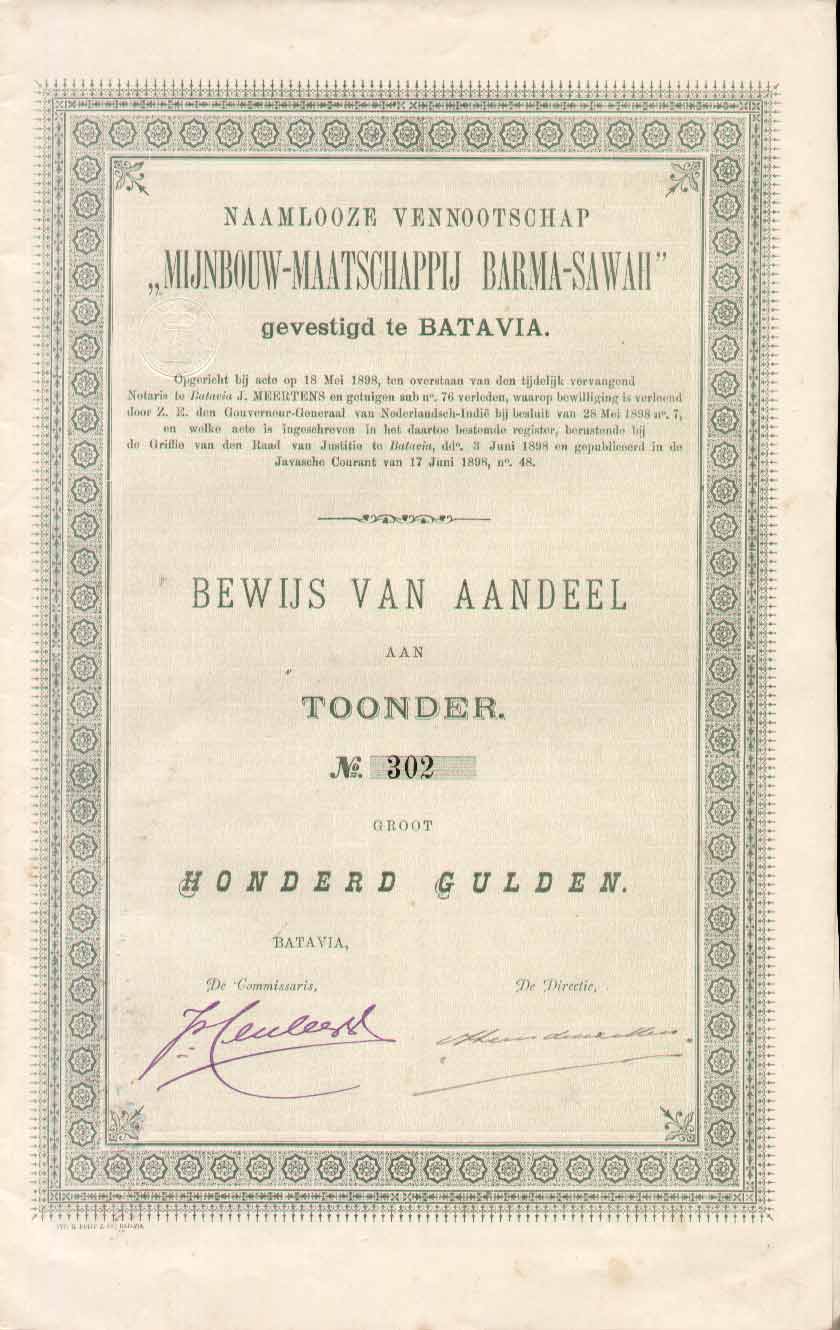 NAAMLOOZE VENNOOTSCHAP
„MIJNBOUW-MAATSCHAPPIJ BARMA-SAWAH”
gevestigd te BATAVIA.
Opgericht bij acte op 18 Mei 1898, ten overstaan van den tijdelijk vervangend
Notaris te Batavia J. MEERTENS en getuigen sub nº. 76 verleden, waarop bewilliging is verleend
door Z. E. den Gouverneur-Generaal van Nederlandsch-Indië bij besluit van 28 Mei 1898 nº. 7,
en welke acte is ingeschreven in het daartoe bestemde register, berustende bij
de Griffie van den Raad van Justitie te Batavia, ddº. 3 Juni 1898 en gepubliceerd in de
Javasche Courant van 17 Juni 1898, nº. 48.
BEWIJS VAN AANDEEL
AAN
TOONDER.
Nº. 302
GROOT
HONDERD GULDEN.
BATAVIA,
De Commissaris, De Directie,
BATAVIA